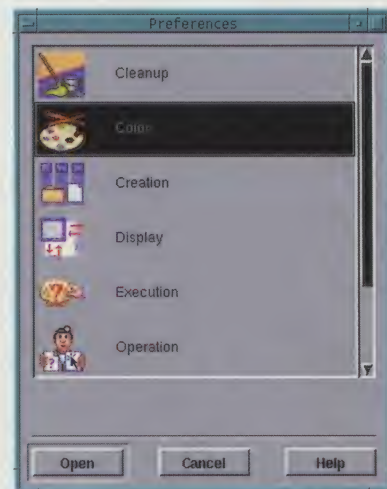 Preferences
Cleanup
Color
Creation
Display
Execution
Operation
Open
Cancel
Help